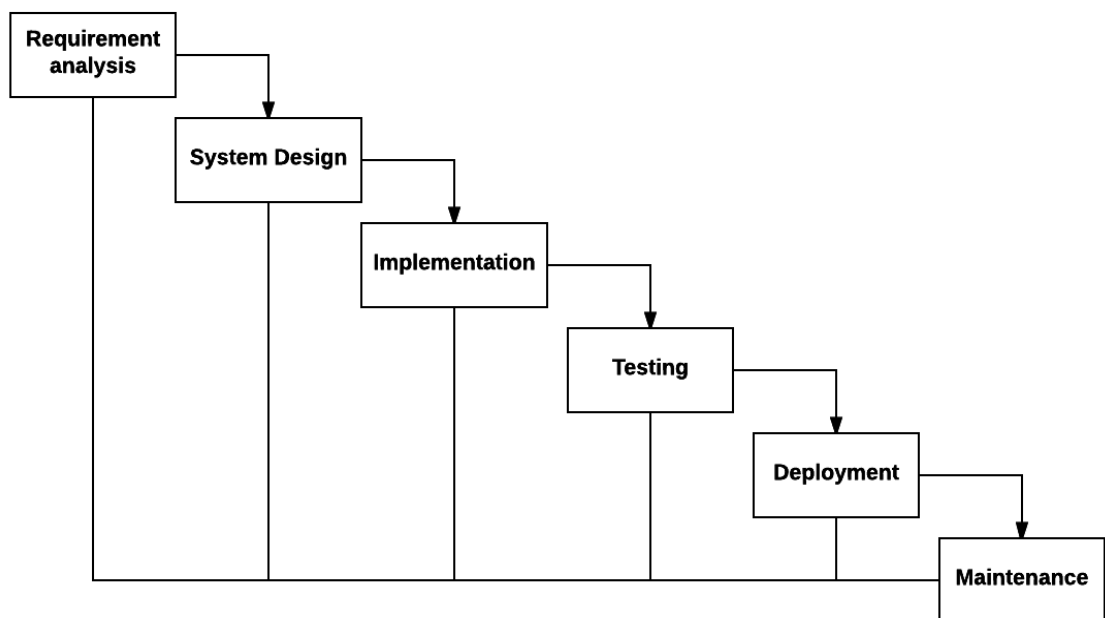 Requirement
analysis
System Design
Implementation
Testing
Deployment
Maintenance